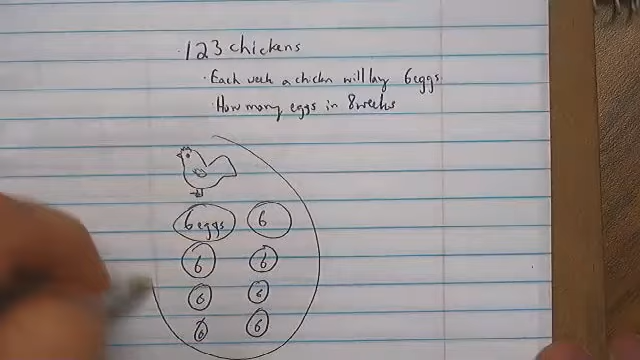 · 123 chickens
· Each week a chicken will lay 6 eggs.
· How many eggs in 8 weeks
6 eggs 6
6 6
6 6
6 6